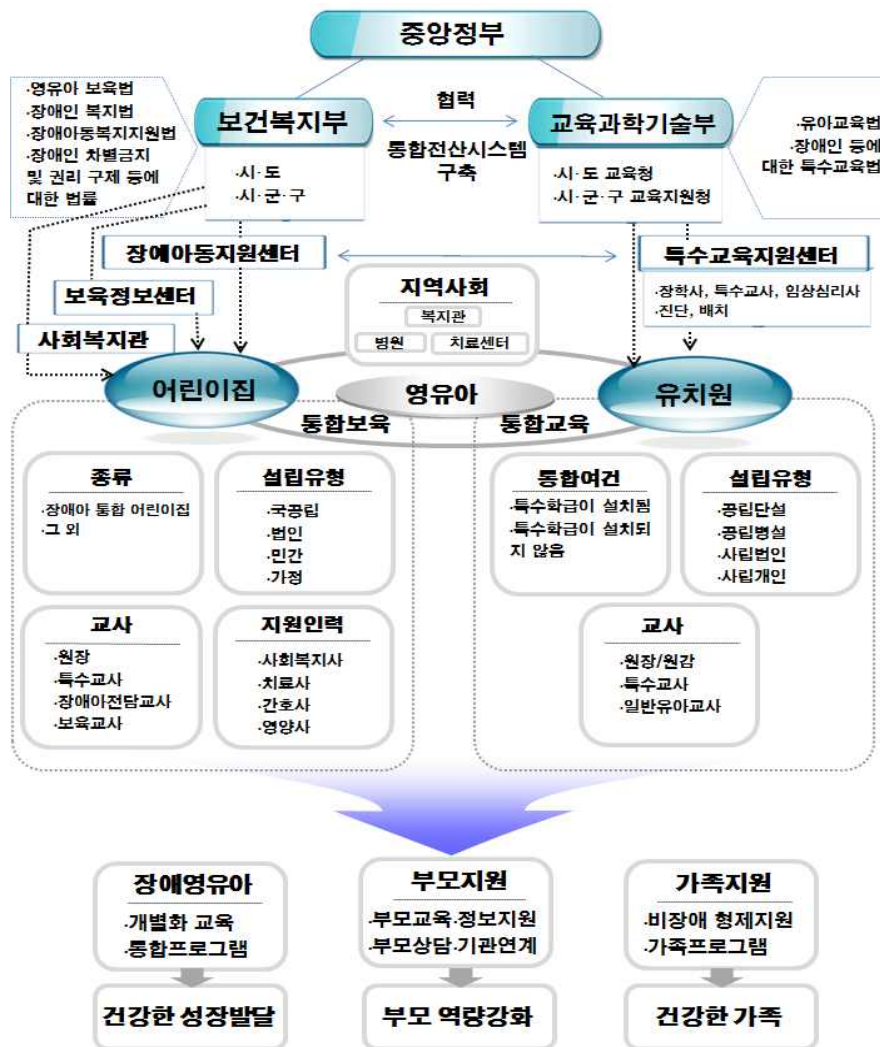 중앙정부
·영유아 보육법
·장애인 복지법
·장애아동복지지원법
·장애인 차별금지
및 권리 구제 등에
대한 법률
보건복지부
·시·도
·시·군·구
협력
통합전산시스템
구축
교육과학기술부
·시·도 교육청
·시·군·구 교육지원청
·유아교육법
·장애인 등에
대한 특수교육법
장예아동지원센터
보육정보센터
사회복지관
지역사회
복지관
병원
치료센터
특수교육지원센터
·장학사, 특수교사, 임상심리사
·진단, 배치
어린이집
영유아
유치원
통합보육
통합교육
종류
·장애아 통합 어린이집
·그 외
설립유형
·국공립
·법인
·민간
·가정
교사
·원장
·특수교사
·장애아전담교사
·보육교사
지원인력
·사회복지사
·치료사
·간호사
·영양사
통합여건
·특수학급이 설치됨
·특수학급이 설치되
지 않음
설립유형
·공립단설
·공립병설
·사립법인
·사립개인
교사
·원장/원감
·특수교사
·일반유아교사
장애영유아
·개별화 교육
·통합프로그램
건강한 성장발달
부모지원
·부모교육·정보지원
·부모상담·기관연계
부모 역량강화
가족지원
·비장애 형제지원
·가족프로그램
건강한 가족